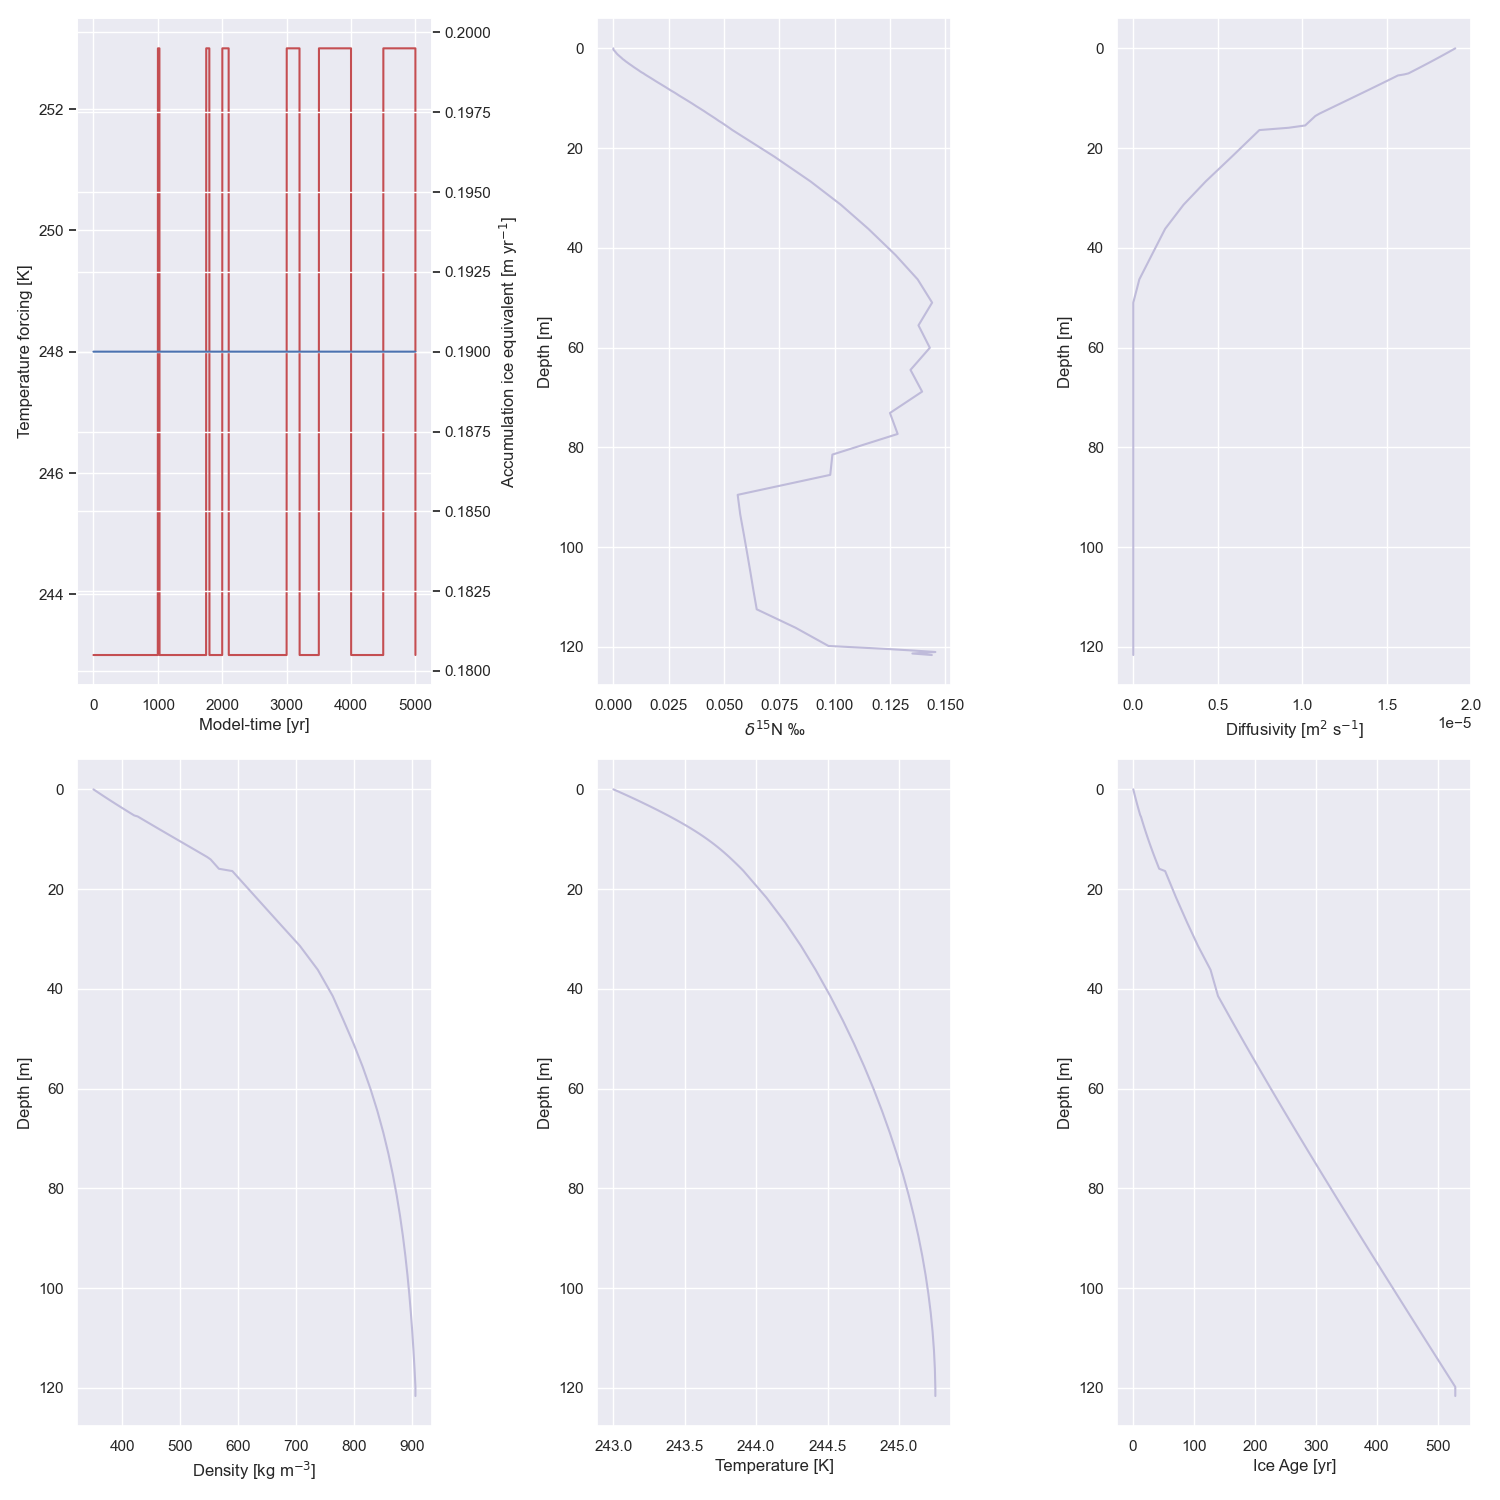 Temperature forcing [K]
252
250
248
246
244
0 1000 2000 3000 4000 5000
Model-time [yr]
0.2000
0.1975
0.1950
0.1925
0.1900
0.1875
0.1850
0.1825
0.1800
Accumulation ice equivalent [m yr⁻¹]
Depth [m]
0
20
40
60
80
100
120
0.000 0.025 0.050 0.075 0.100 0.125 0.150
δ¹⁵N ‰
Depth [m]
0
20
40
60
80
100
120
0.0 0.5 1.0 1.5 2.0
1e−5
Diffusivity [m² s⁻¹]
Depth [m]
0
20
40
60
80
100
120
400 500 600 700 800 900
Density [kg m⁻³]
Depth [m]
0
20
40
60
80
100
120
243.0 243.5 244.0 244.5 245.0
Temperature [K]
Depth [m]
0
20
40
60
80
100
120
0 100 200 300 400 500
Ice Age [yr]